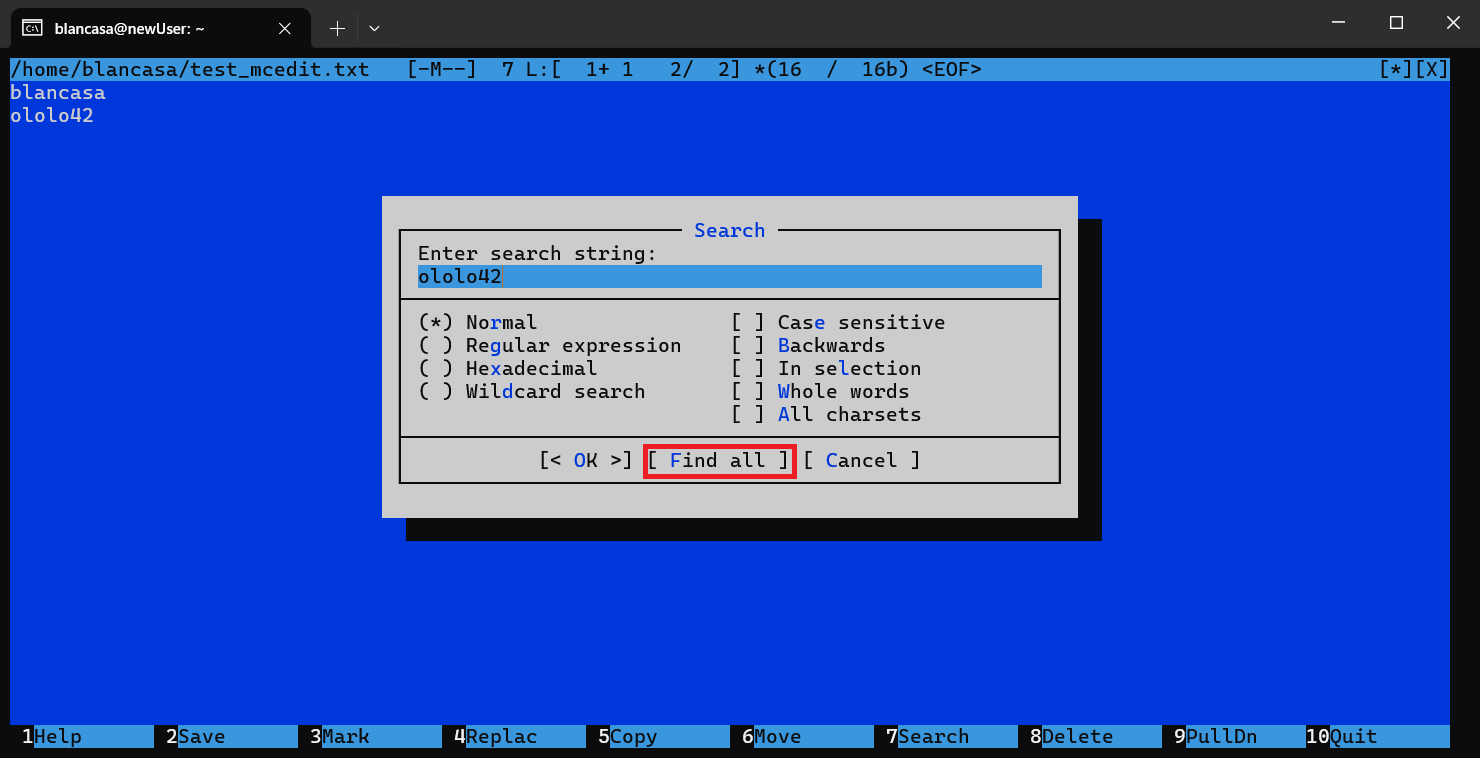 blancasa@newUser: ~
/home/blancasa/test_mcedit.txt   [-M--]  7 L:[  1+ 1   2/  2] *(16  /  16b) <EOF>                                 [*][X]
blancasa
ololo42
Search
Enter search string:
ololo42
(*) Normal                [ ] Case sensitive
( ) Regular expression    [ ] Backwards
( ) Hexadecimal           [ ] In selection
( ) Wildcard search       [ ] Whole words
[ ] All charsets
[< OK >] [ Find all ] [ Cancel ]
1Help      2Save      3Mark      4Replac    5Copy      6Move      7Search    8Delete    9PullDn    10Quit